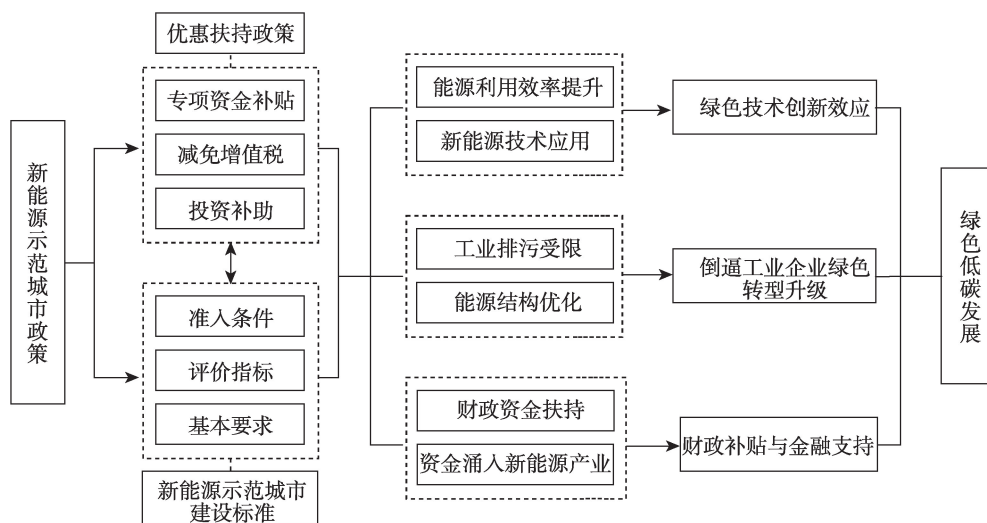 新能源示范城市政策
优惠扶持政策
专项资金补贴
减免增值税
投资补助
准入条件
评价指标
基本要求
新能源示范城市
建设标准
能源利用效率提升
新能源技术应用
工业排污受限
能源结构优化
财政资金扶持
资金涌入新能源产业
绿色技术创新效应
倒逼工业企业绿色
转型升级
财政补贴与金融支持
绿色低碳发展